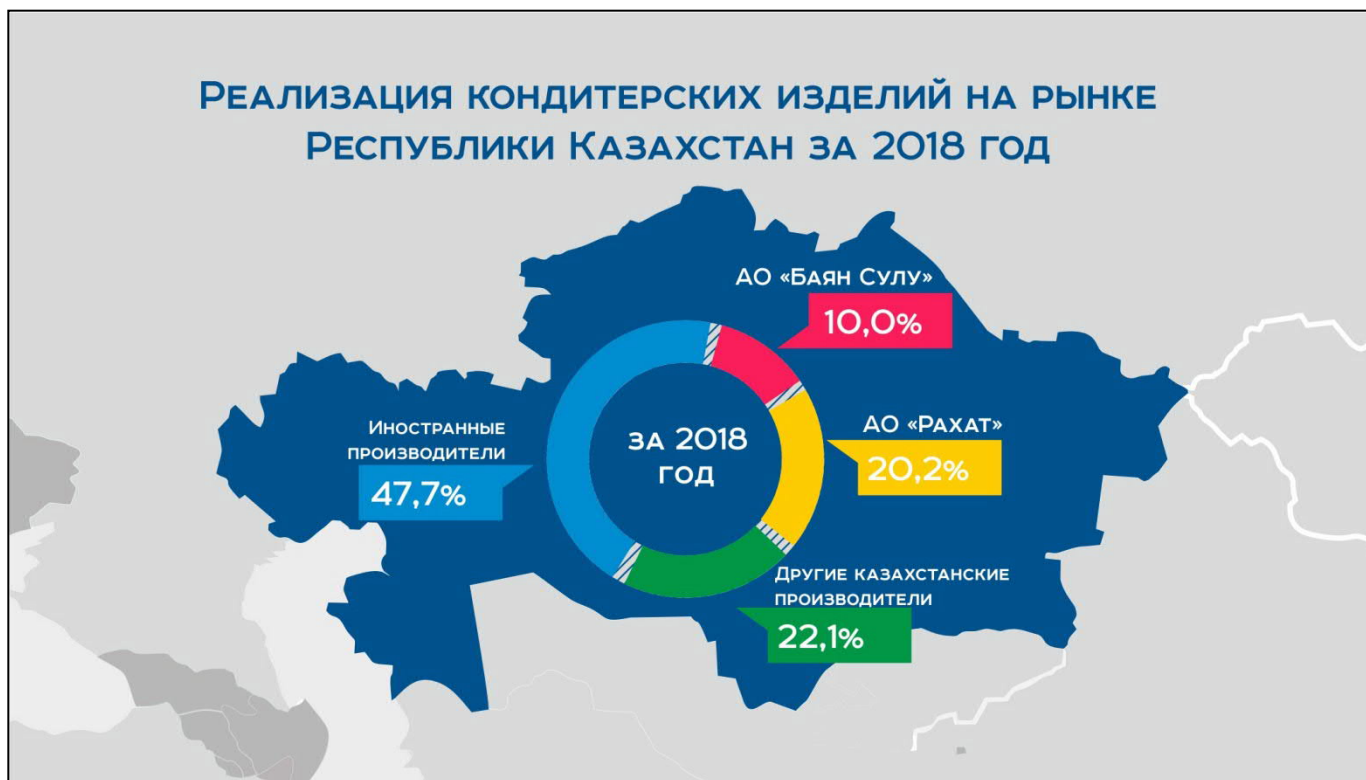 Реализация кондитерских изделий на рынке
Республики Казахстан за 2018 год
АО «Баян Сулу»
10,0%
Иностранные
производители
47,7%
за 2018
год
АО «Рахат»
20,2%
Другие казахстанские
производители
22,1%